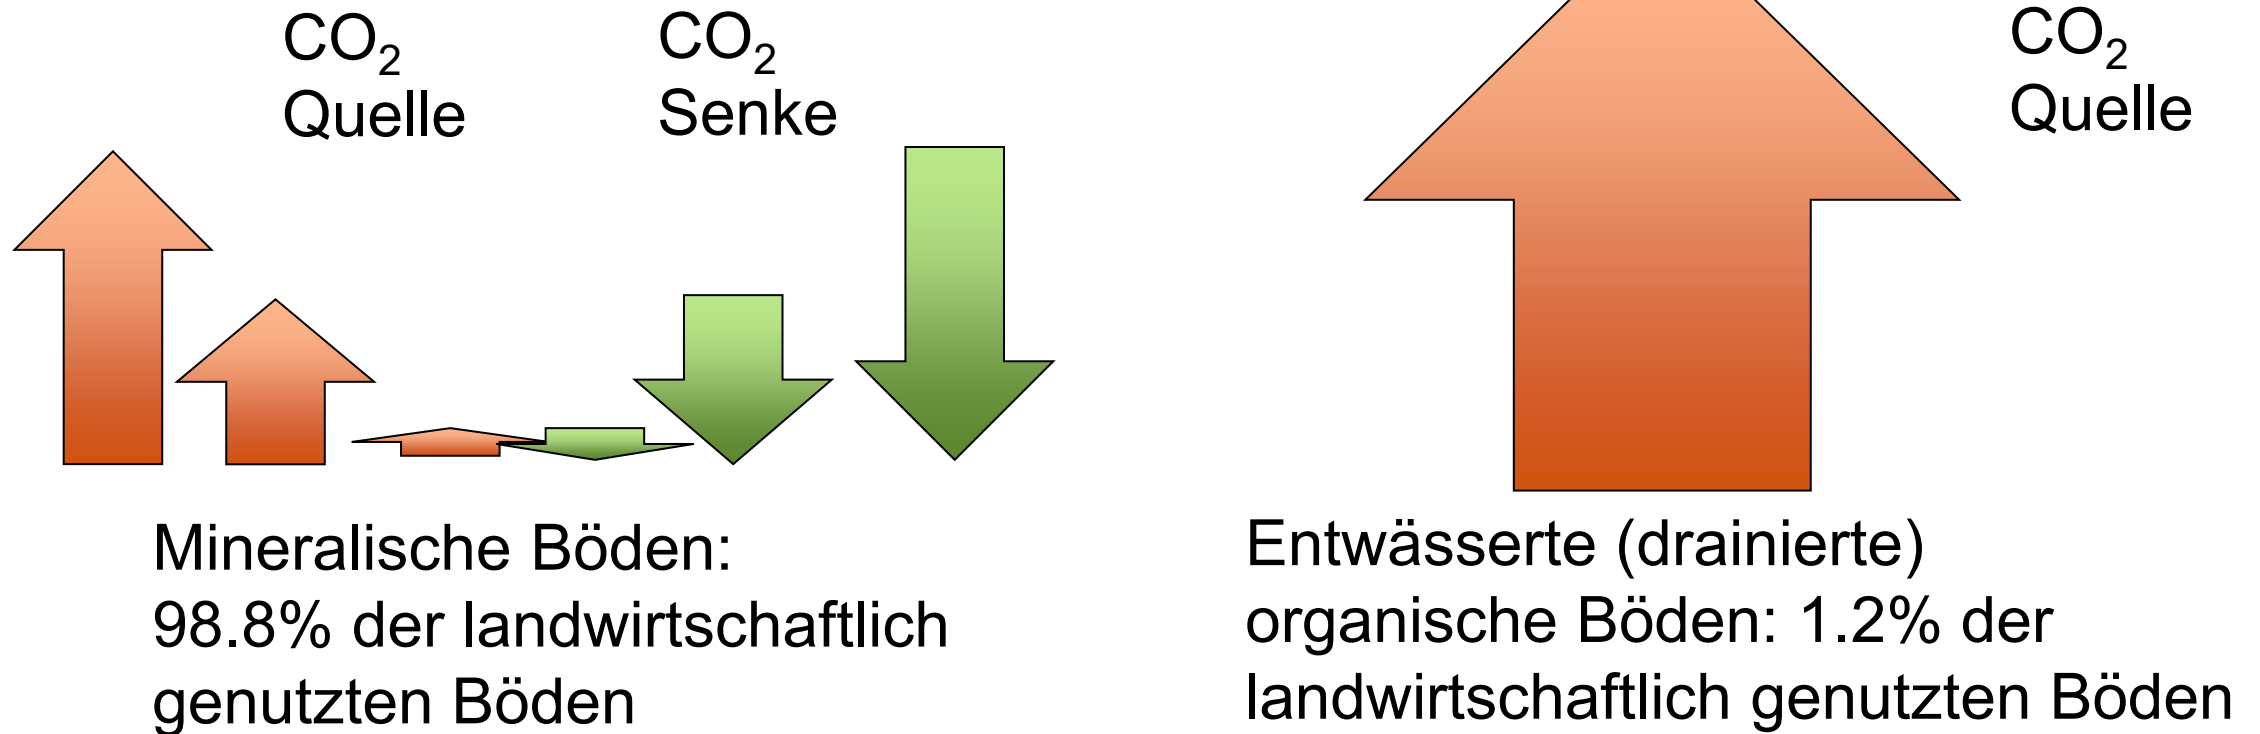 CO₂
Quelle
CO₂
Senke
CO₂
Quelle
Mineralische Böden:
98.8% der landwirtschaftlich
genutzten Böden
Entwässerte (drainierte)
organische Böden: 1.2% der
landwirtschaftlich genutzten Böden